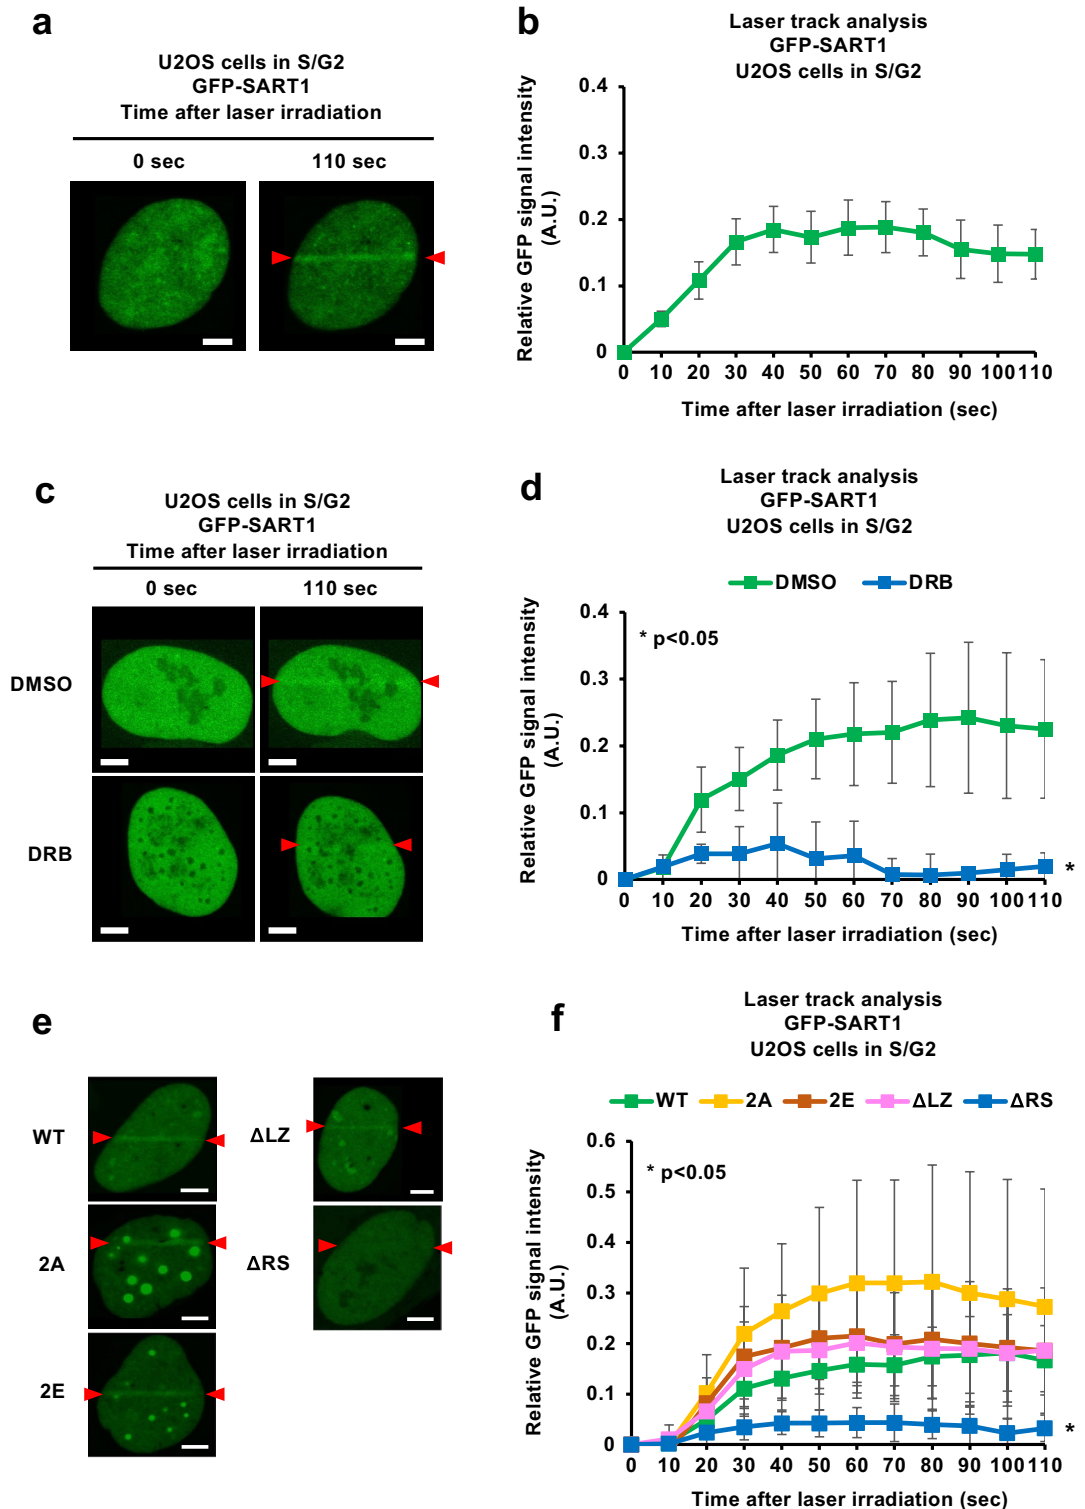 a
U2OS cells in S/G2
GFP-SART1
Time after laser irradiation
0 sec 110 sec
b
Laser track analysis
GFP-SART1
U2OS cells in S/G2
Relative GFP signal intensity
(A.U.)
0.4
0.3
0.2
0.1
0
0 10 20 30 40 50 60 70 80 90 100 110
Time after laser irradiation (sec)
c
U2OS cells in S/G2
GFP-SART1
Time after laser irradiation
0 sec 110 sec
DMSO
DRB
d
Laser track analysis
GFP-SART1
U2OS cells in S/G2
DMSO DRB
* p<0.05
Relative GFP signal intensity
(A.U.)
0.4
0.3
0.2
0.1
0
*
0 10 20 30 40 50 60 70 80 90 100 110
Time after laser irradiation (sec)
e
WT
2A
2E
ΔLZ
ΔRS
f
Laser track analysis
GFP-SART1
U2OS cells in S/G2
WT 2A 2E ΔLZ ΔRS
* p<0.05
Relative GFP signal intensity
(A.U.)
0.6
0.5
0.4
0.3
0.2
0.1
0
*
0 10 20 30 40 50 60 70 80 90 100 110
Time after laser irradiation (sec)